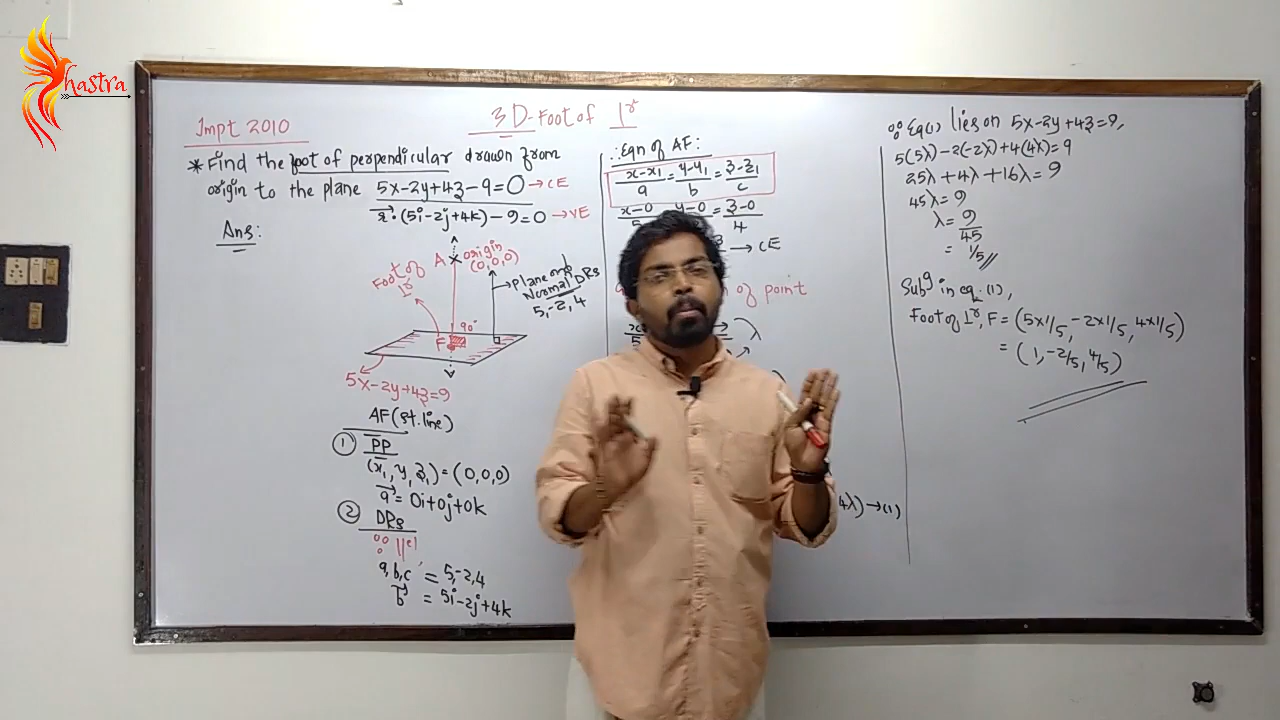 hastra
Impt 2010
3D-Foot of ⊥r
* Find the foot of perpendicular drawn from
origin to the plane 5x-2y+4z-9=0 → CE
r⃗·(5i-2j+4k)-9=0 → VE
Ans:
A origin
(0,0,0)
Foot of
⊥r
Plane
Normal DRs
5,-2,4
90°
F
5x-2y+4z=9
AF (st.line)
① PP
(x₁,y₁,z₁)=(0,0,0)
a⃗ = 0i+0j+0k
② DRs
∵ ||el
a,b,c = 5,-2,4
b⃗ = 5i-2j+4k
∴ Eqn of AF:
x-x₁/a = y-y₁/b = z-z₁/c
x-0/5 = y-0 z-0/4
→ CE
of point
→ λ
4λ) → (1)
∵ Eq(1) lies on 5x-2y+4z=9,
5(5λ)-2(-2λ)+4(4λ)=9
25λ+4λ+16λ=9
45λ=9
λ=9/45
=1/5
Subg in eq. (1),
Foot of ⊥r, F = (5×1/5, -2×1/5, 4×1/5)
= (1, -2/5, 4/5)